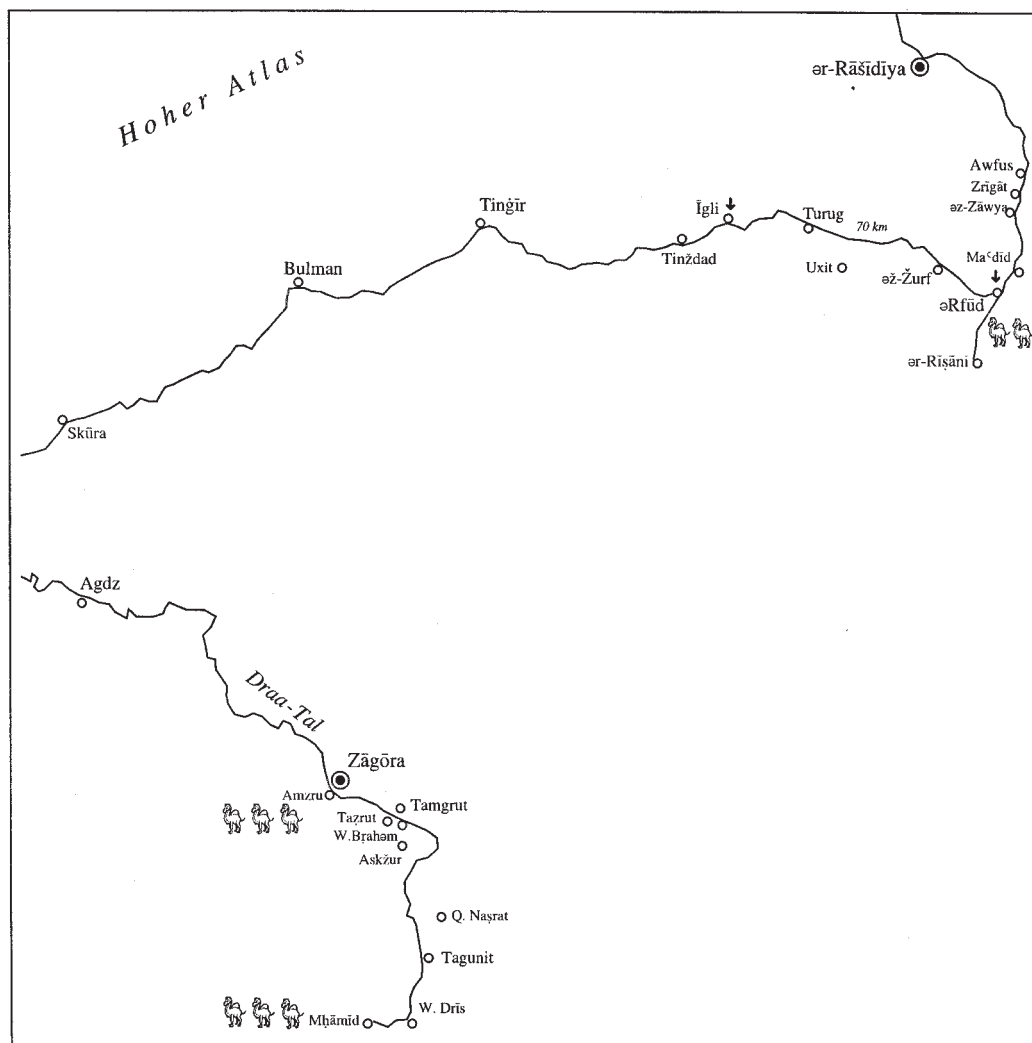 Hoher Atlas
ər-Rāšīdīya
Awfus
Zrīgât
əz-Zāwya
Tinġīr
Īgli
Turug
70 km
Maᶜdīd
Tinždad
Uxit
əž-Žurf
Bulman
əRfūd
ər-Rīṣāni
Skūra
Agdz
Draa-Tal
Zāgōra
Amzru
Tamgrut
Taẓrut
W.Bṛahəm
Askžur
Q. Naṣrat
Tagunit
W. Drīs
Mḥāmīd